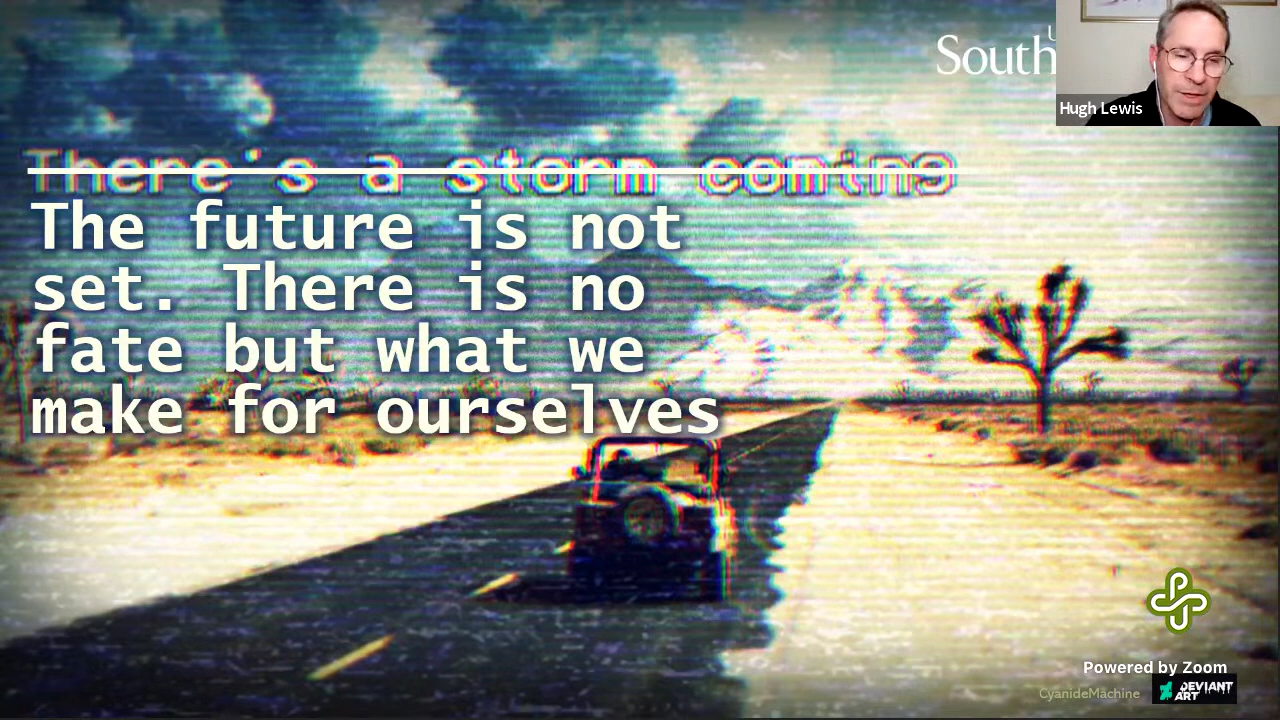 South
Hugh Lewis
There's a storm coming
The future is not
set. There is no
fate but what we
make for ourselves
Powered by Zoom
CyanideMachine
DEVIANT
ART